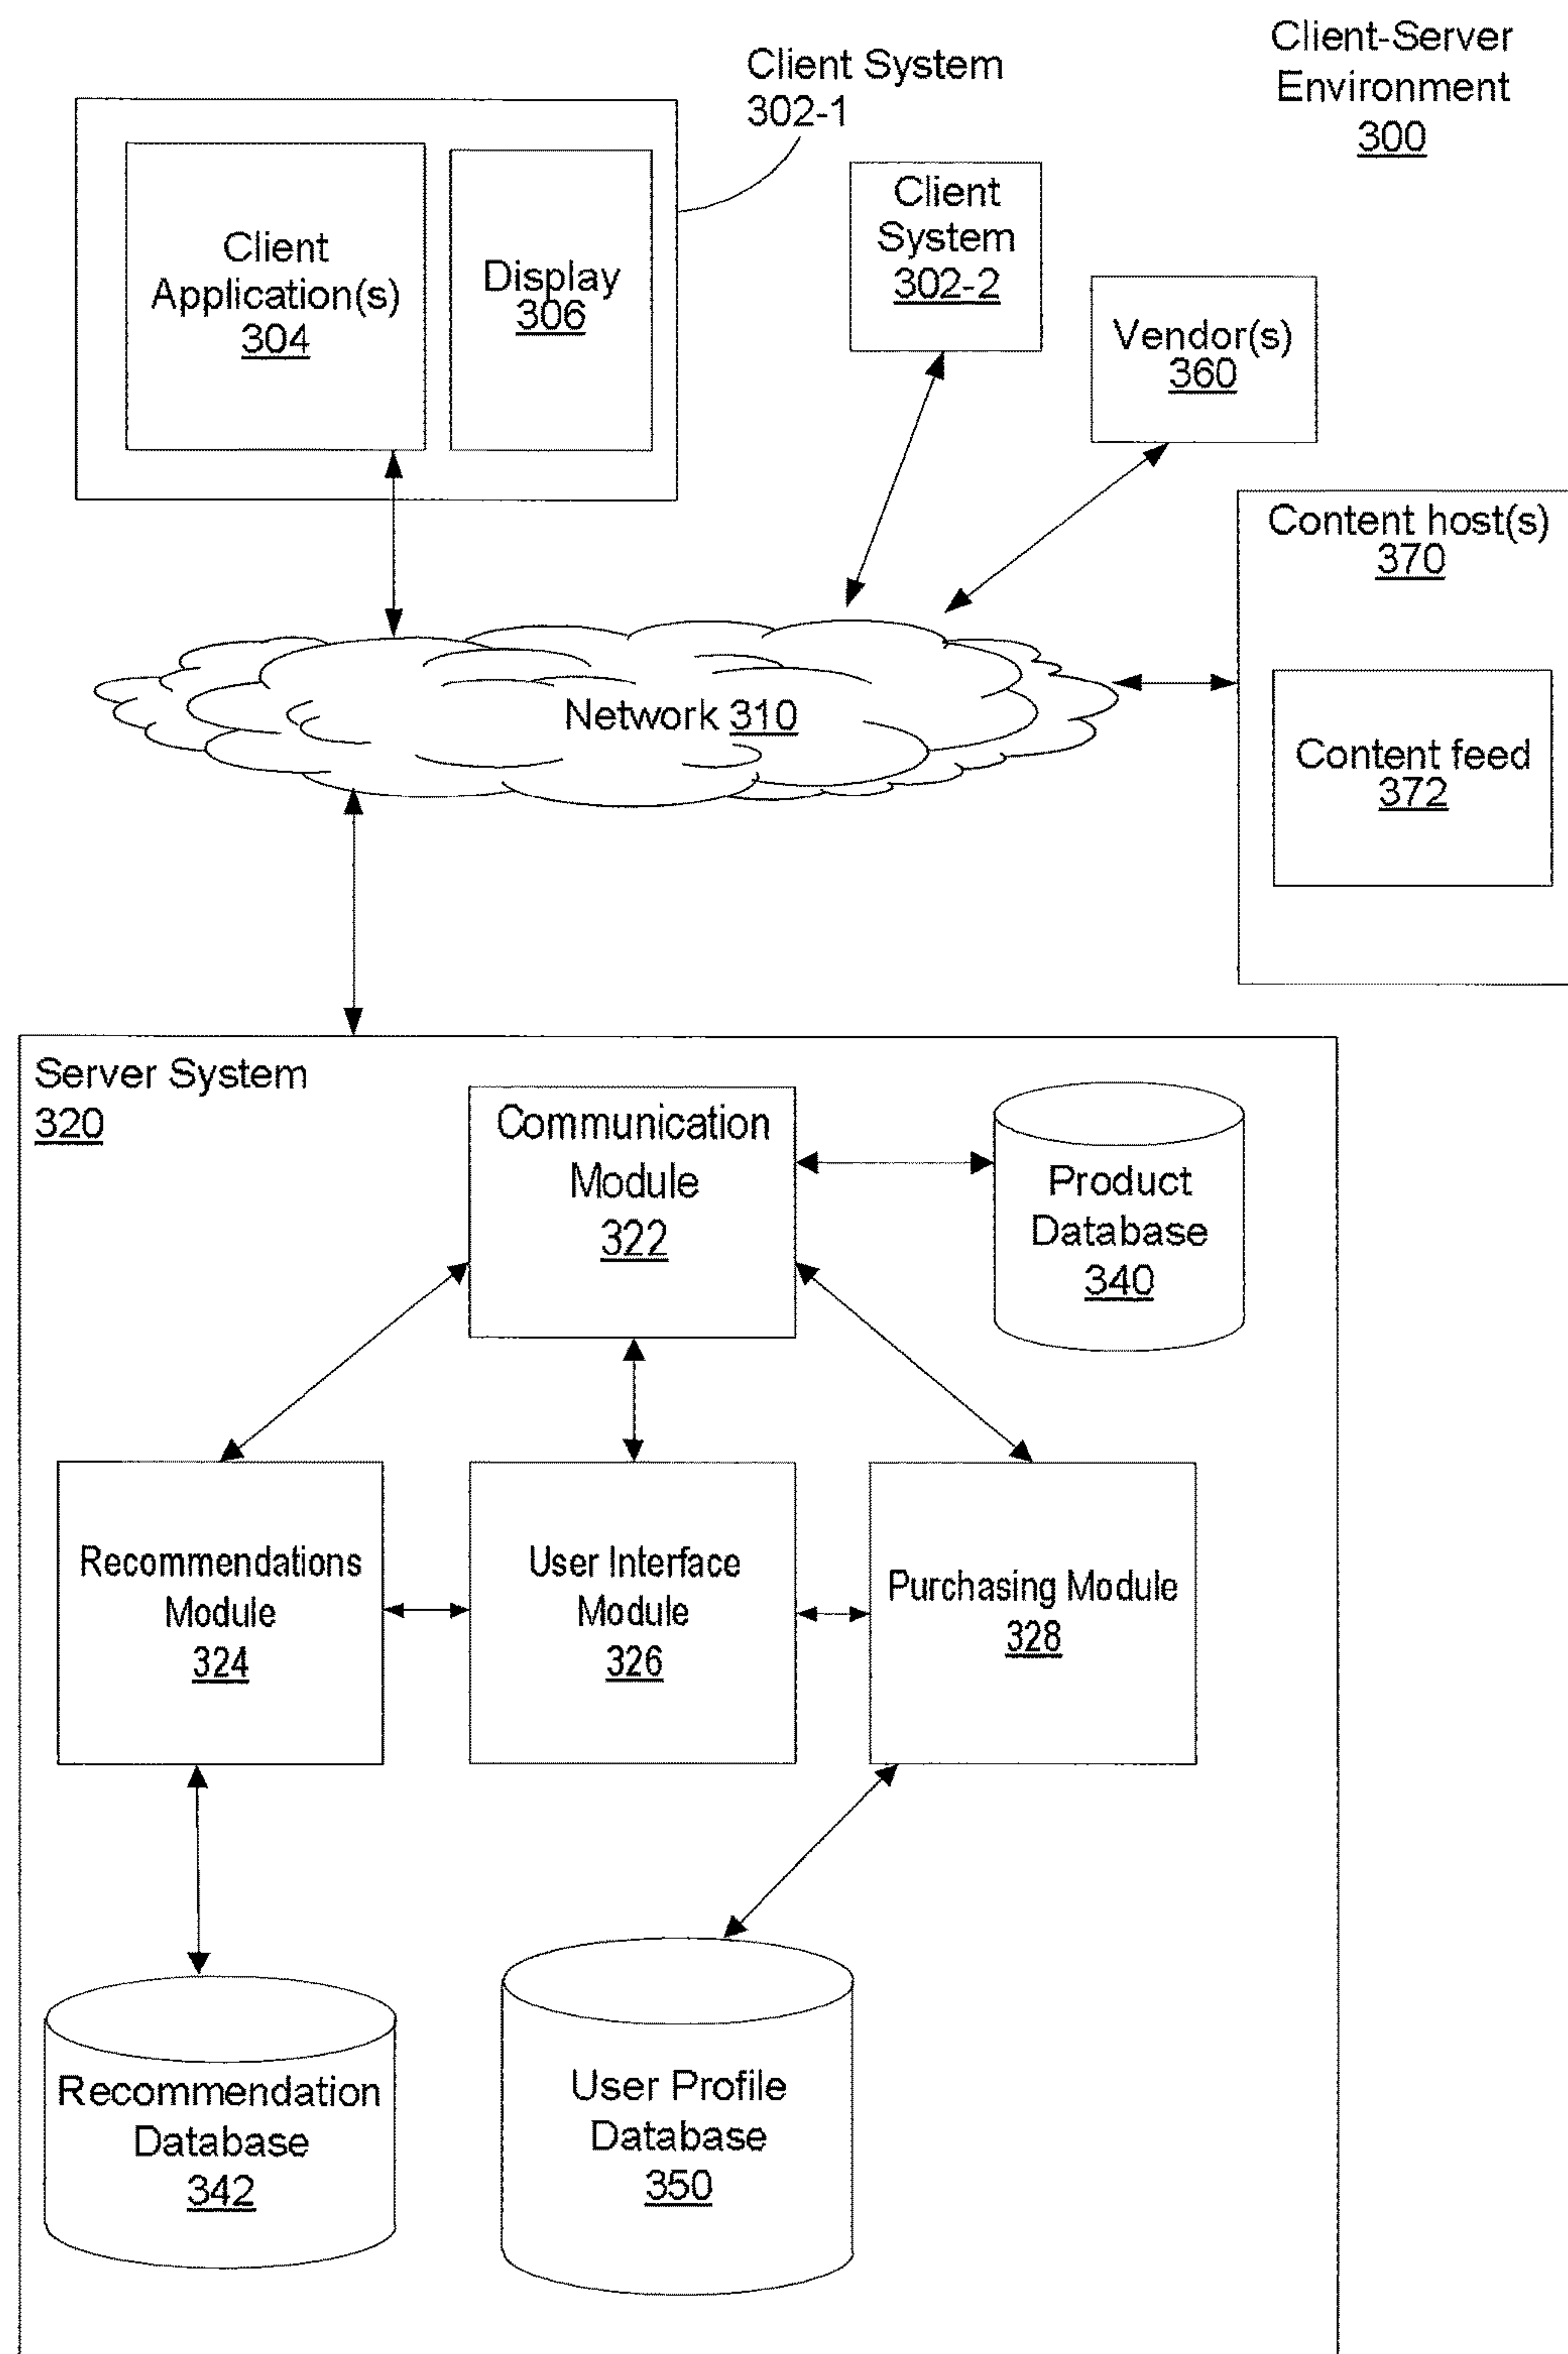 Client-Server
Environment
300
Client System
302-1
Client
Application(s)
304
Display
306
Client
System
302-2
Vendor(s)
360
Content host(s)
370
Content feed
372
Network 310
Server System
320
Communication
Module
322
Product
Database
340
Recommendations
Module
324
User Interface
Module
326
Purchasing Module
328
Recommendation
Database
342
User Profile
Database
350